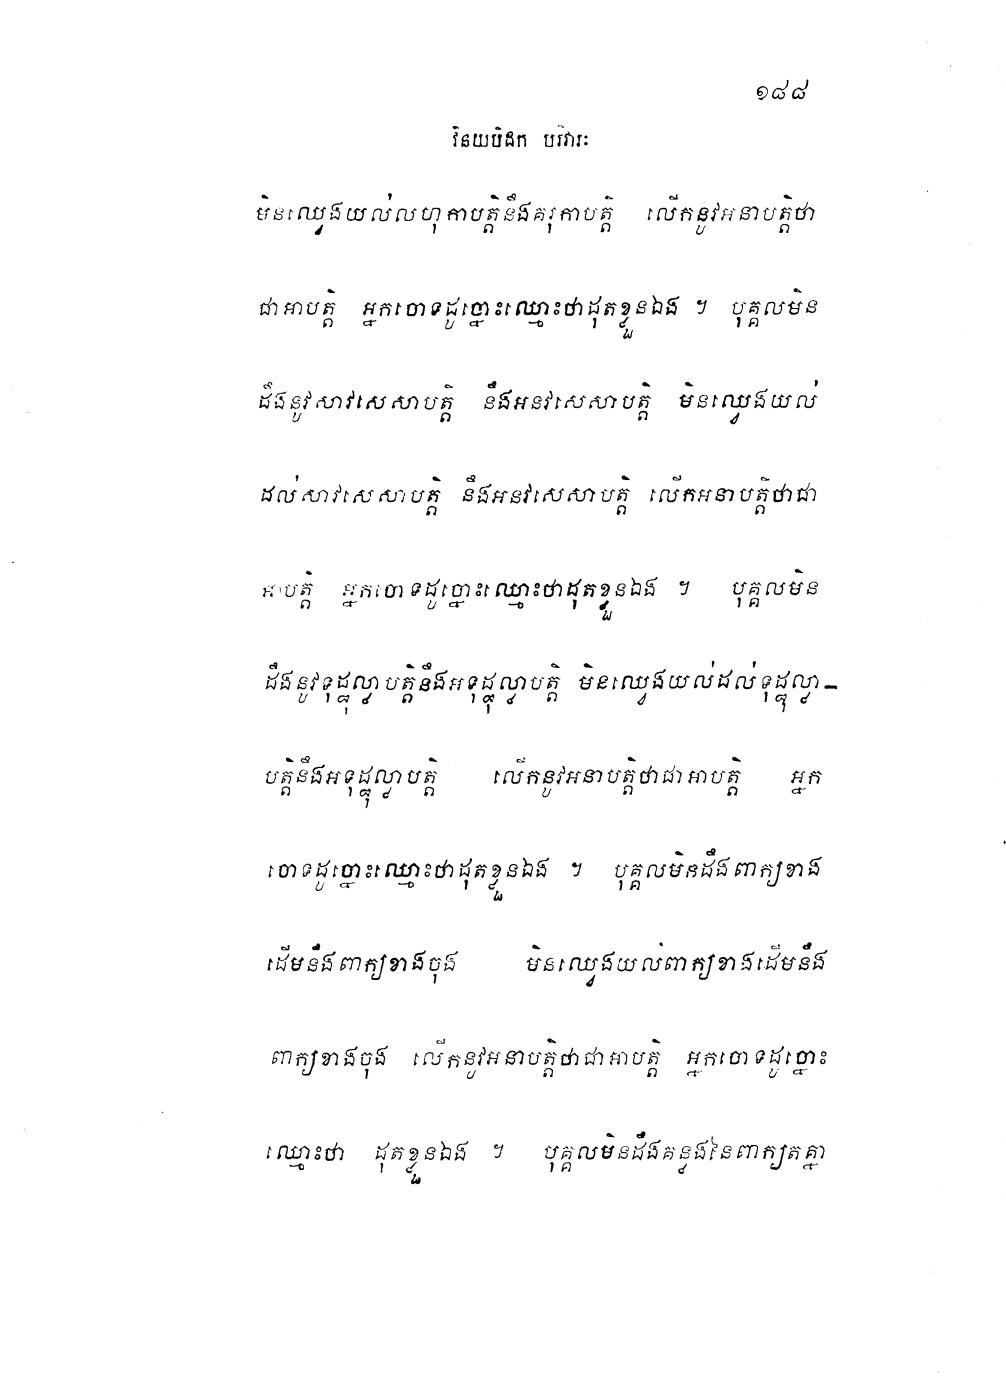 ១៨៨
វិនយបិដក បរិវារៈ
មិនឈ្វេងយល់លហុកាបត្តិនឹងគរុកាបត្តិ លើកនូវអនាបត្តិថា
ជាអាបត្តិ អ្នកចោទដូច្នោះឈ្មោះថាដុតខ្លួនឯង ។ បុគ្គលមិន
ដឹងនូវសាវសេសាបត្តិ នឹងអនវសេសាបត្តិ មិនឈ្វេងយល់
ដល់សាវសេសាបត្តិ នឹងអនវសេសាបត្តិ លើកអនាបត្តិថាជា
អាបត្តិ អ្នកចោទដូច្នោះឈ្មោះថាដុតខ្លួនឯង ។ បុគ្គលមិន
ដឹងនូវទុដ្ឋុល្លាបត្តិនឹងអទុដ្ឋុល្លាបត្តិ មិនឈ្វេងយល់ដល់ទុដ្ឋុល្លា-
បត្តិនឹងអទុដ្ឋុល្លាបត្តិ លើកនូវអនាបត្តិថាជាអាបត្តិ អ្នក
ចោទដូច្នោះឈ្មោះថាដុតខ្លួនឯង ។ បុគ្គលមិនដឹងពាក្យខាង
ដើមនឹងពាក្យខាងចុង មិនឈ្វេងយល់ពាក្យខាងដើមនឹង
ពាក្យខាងចុង លើកនូវអនាបត្តិថាជាអាបត្តិ អ្នកចោទដូច្នោះ
ឈ្មោះថា ដុតខ្លួនឯង ។ បុគ្គលមិនដឹងគន្លងនៃពាក្យតគ្នា